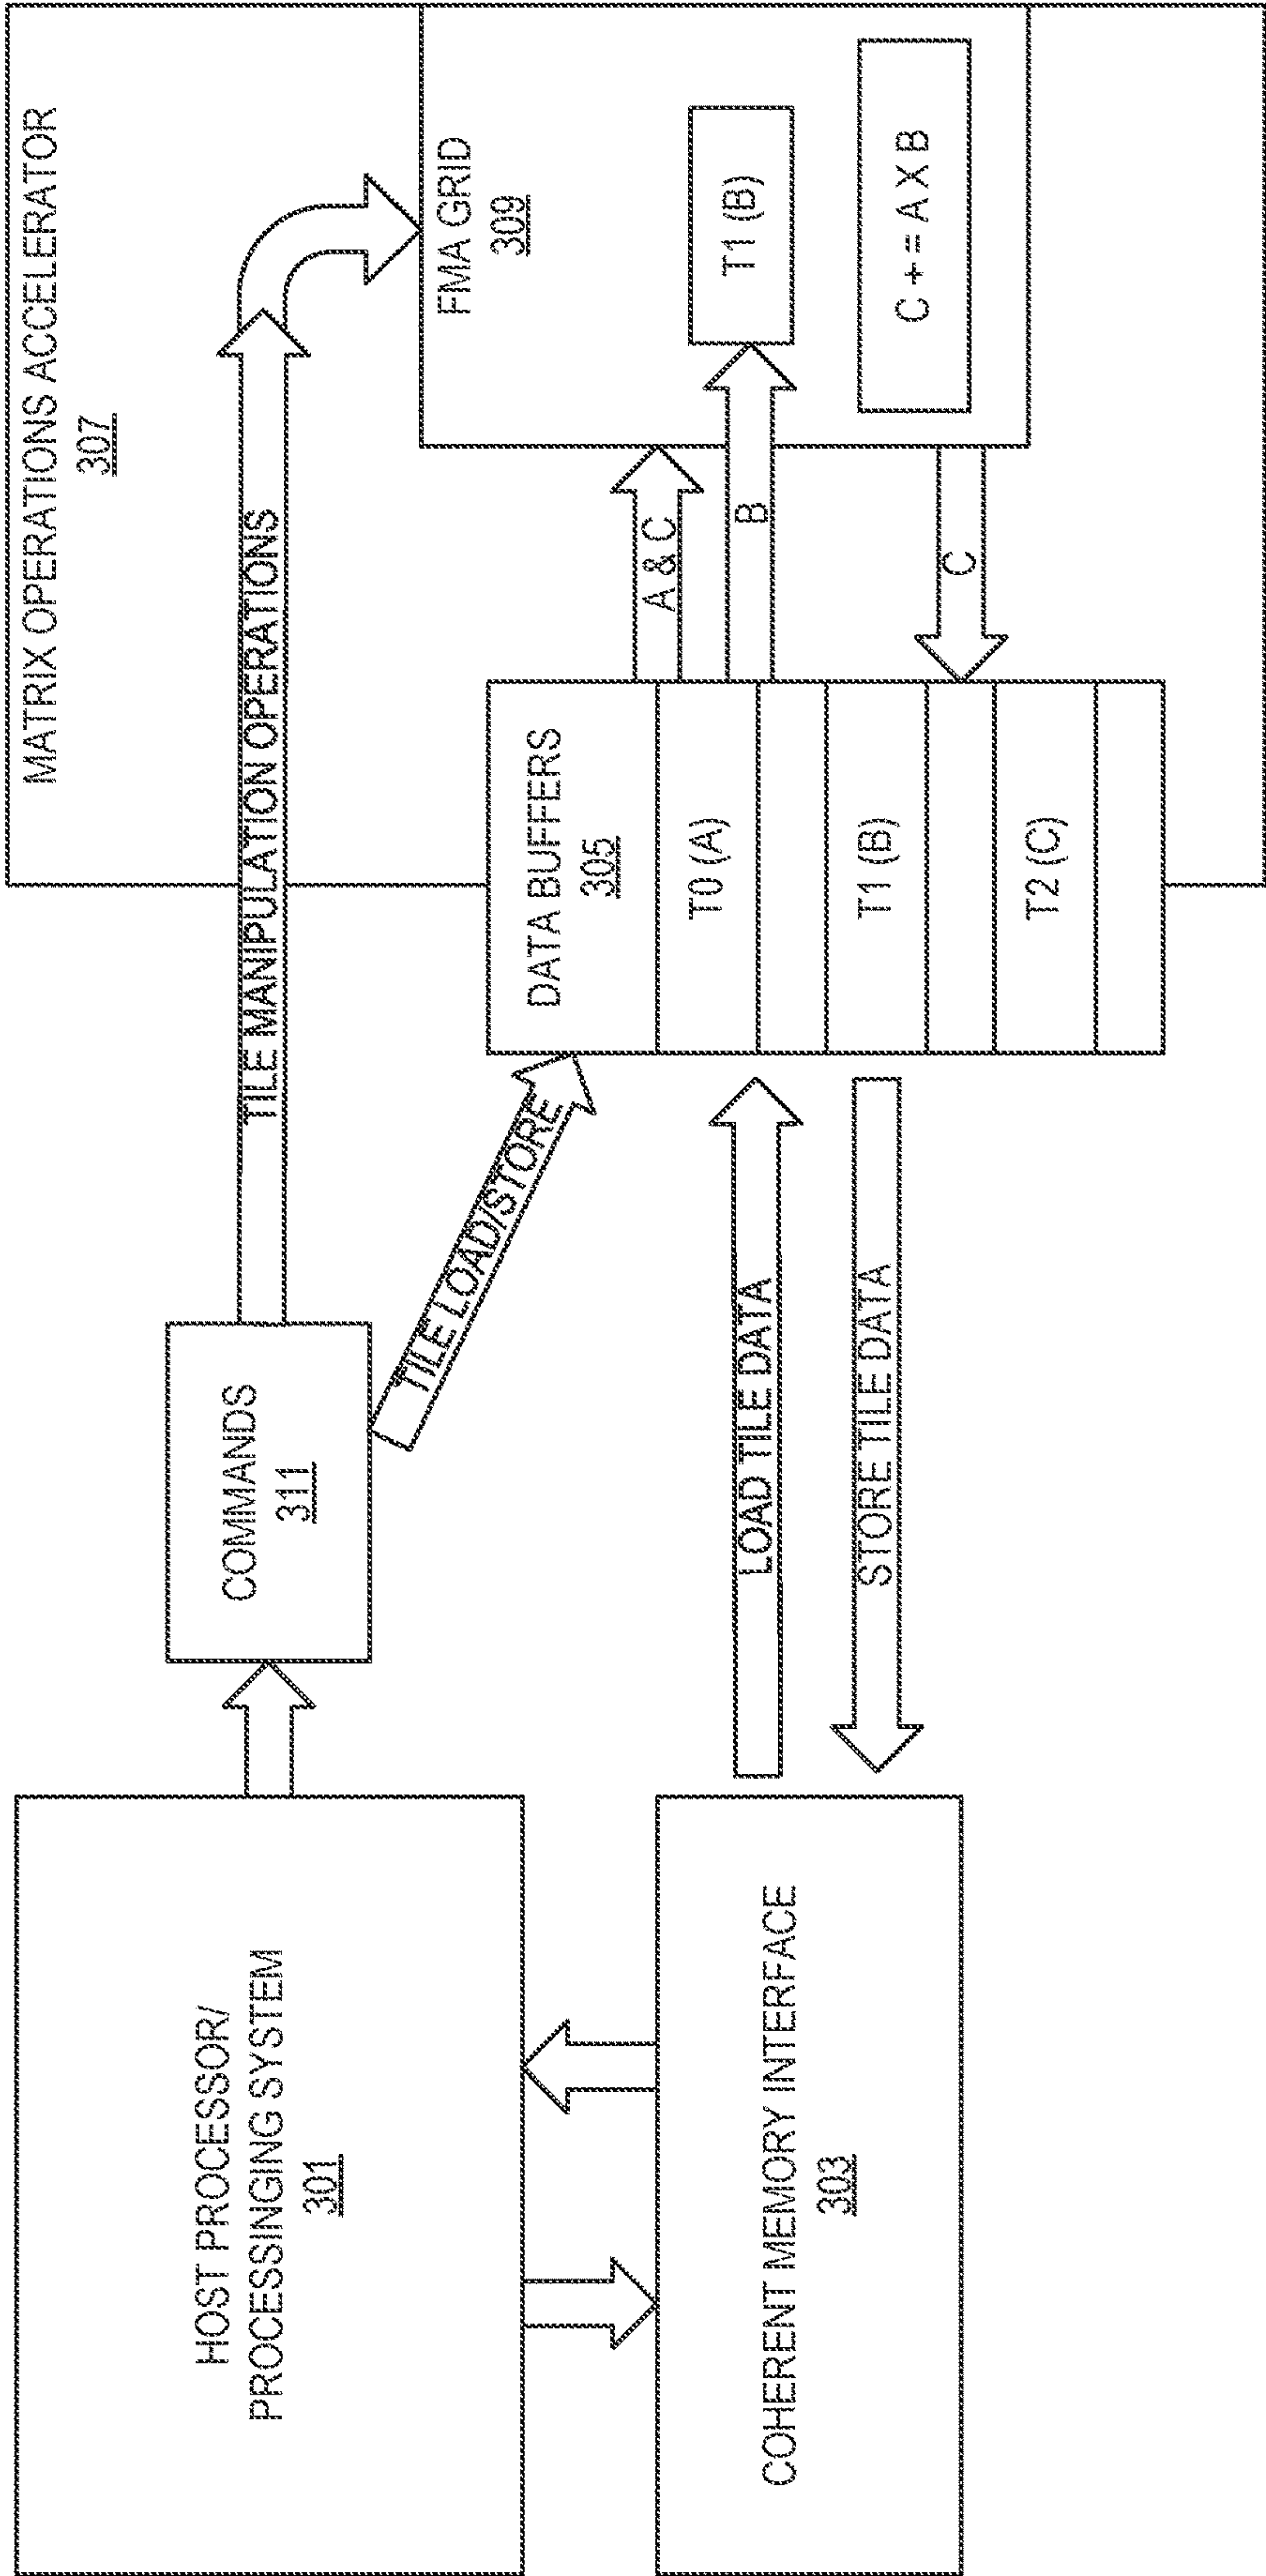 HOST PROCESSOR/
PROCESSINGING SYSTEM
301
COHERENT MEMORY INTERFACE
303
COMMANDS
311
TILE MANIPULATION OPERATIONS
TILE LOAD/STORE
LOAD TILE DATA
STORE TILE DATA
MATRIX OPERATIONS ACCELERATOR
307
DATA BUFFERS
305
T0 (A)
T1 (B)
T2 (C)
A & C
B
C
FMA GRID
309
T1 (B)
C + = A X B